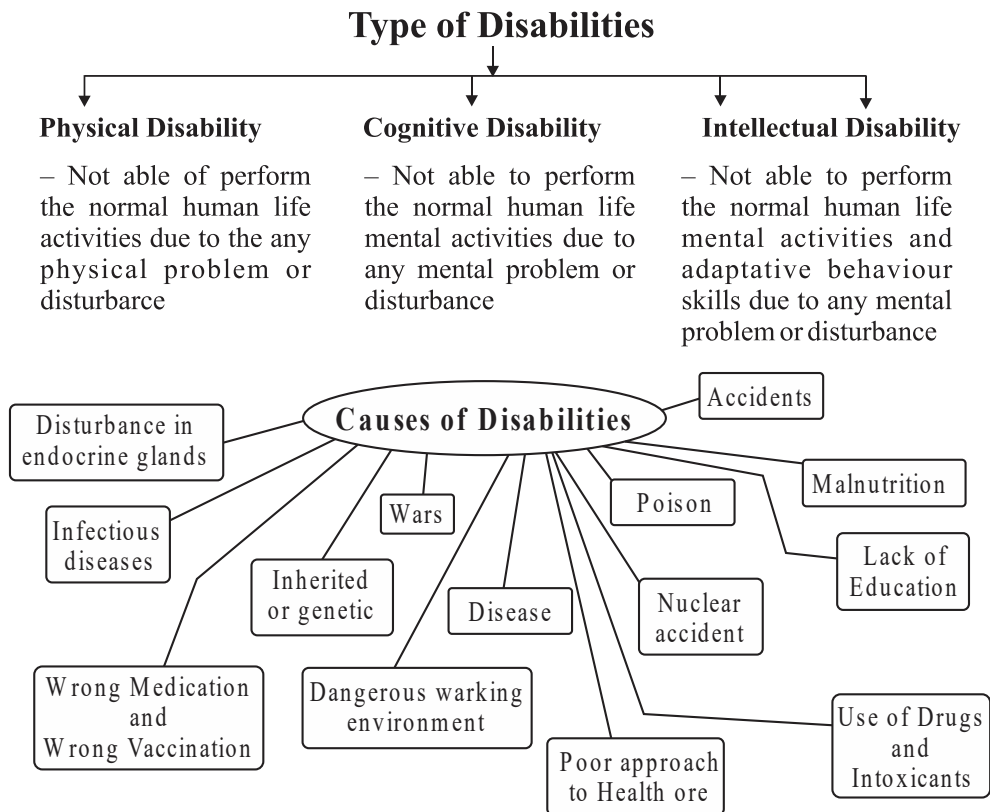 Type of Disabilities
Physical Disability
– Not able of perform
the normal human life
activities due to the any
physical problem or
disturbarce
Cognitive Disability
– Not able to perform
the normal human life
mental activities due to
any mental problem or
disturbance
Intellectual Disability
– Not able to perform
the normal human life
mental activities and
adaptative behaviour
skills due to any mental
problem or disturbance
Causes of Disabilities
Accidents
Disturbance in
endocrine glands
Malnutrition
Poison
Wars
Infectious
diseases
Lack of
Education
Inherited
or genetic
Disease
Nuclear
accident
Wrong Medication
and
Wrong Vaccination
Dangerous warking
environment
Use of Drugs
and
Intoxicants
Poor approach
to Health ore